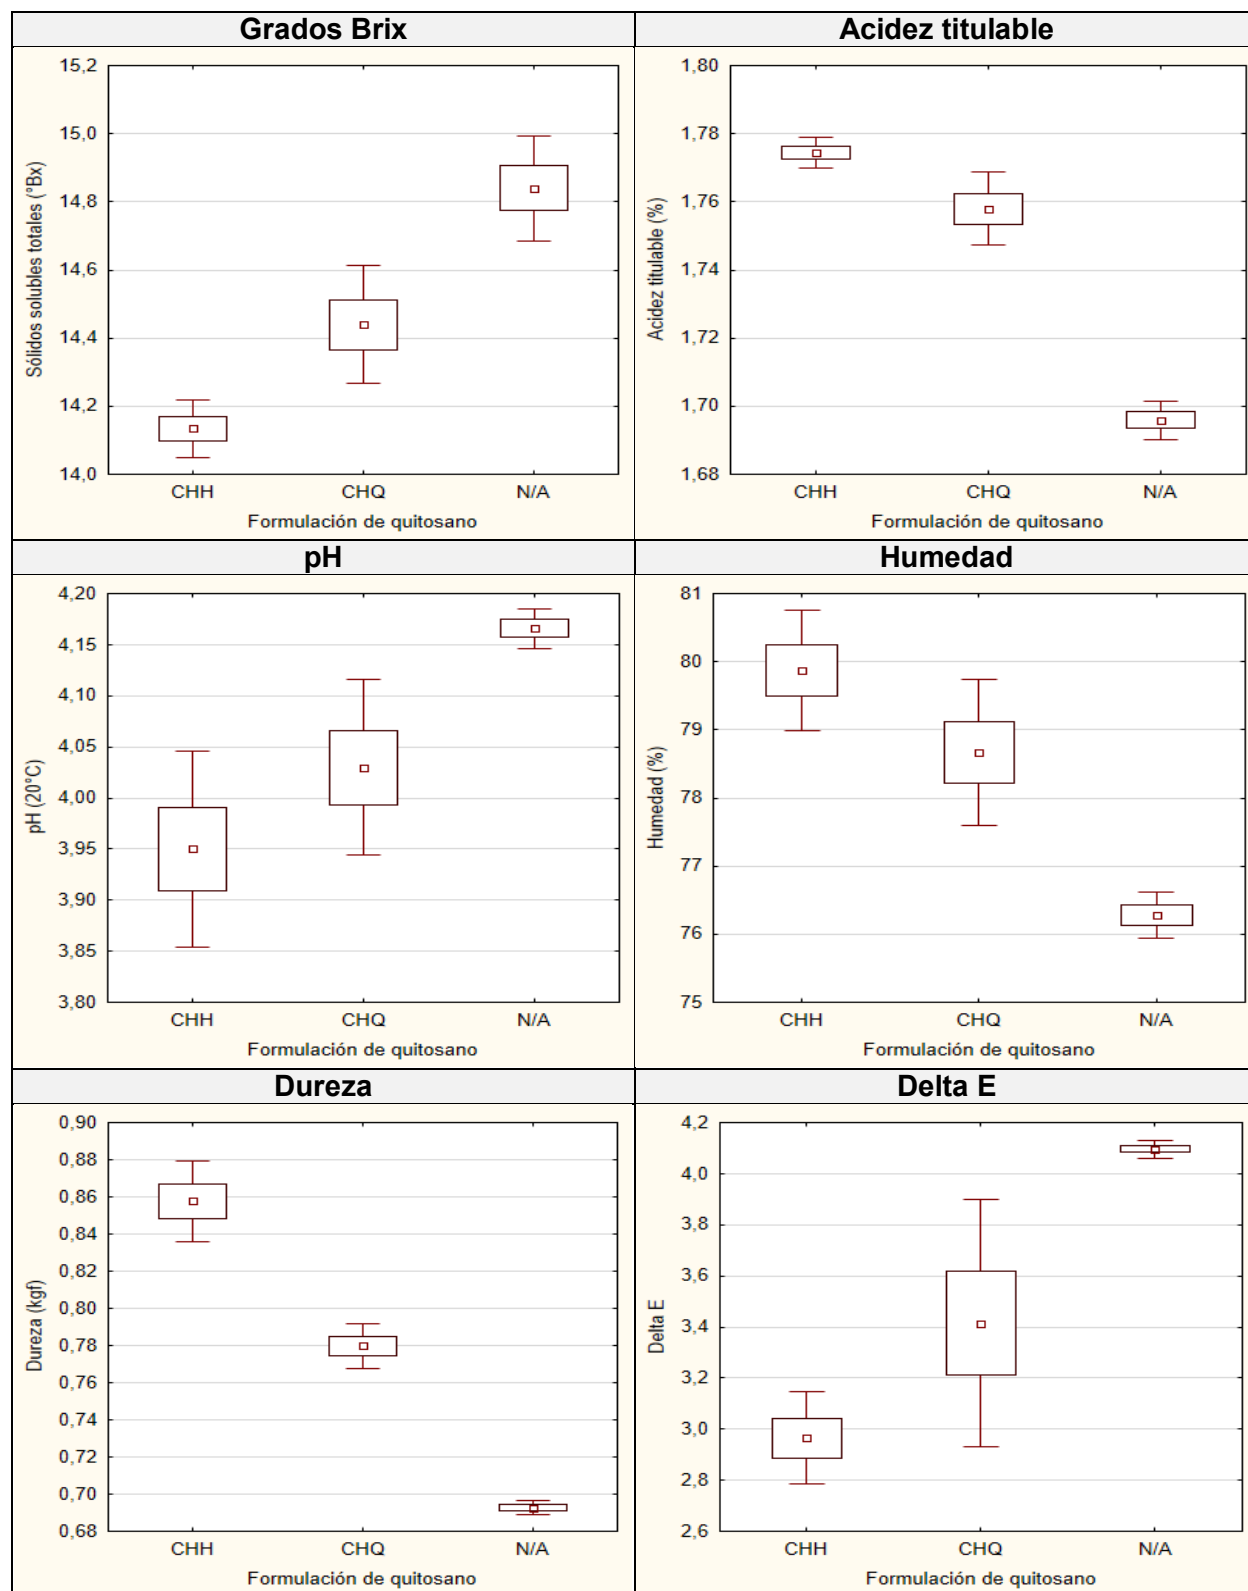 Grados Brix
Acidez titulable
Sólidos solubles totales (°Bx)
15,2
15,0
14,8
14,6
14,4
14,2
14,0
CHH CHQ N/A
Formulación de quitosano
Acidez titulable (%)
1,80
1,78
1,76
1,74
1,72
1,70
1,68
CHH CHQ N/A
Formulación de quitosano
pH
Humedad
pH (20°C)
4,20
4,15
4,10
4,05
4,00
3,95
3,90
3,85
3,80
CHH CHQ N/A
Formulación de quitosano
Humedad (%)
81
80
79
78
77
76
75
CHH CHQ N/A
Formulación de quitosano
Dureza
Delta E
Dureza (kgf)
0,90
0,88
0,86
0,84
0,82
0,80
0,78
0,76
0,74
0,72
0,70
0,68
CHH CHQ N/A
Formulación de quitosano
Delta E
4,2
4,0
3,8
3,6
3,4
3,2
3,0
2,8
2,6
CHH CHQ N/A
Formulación de quitosano